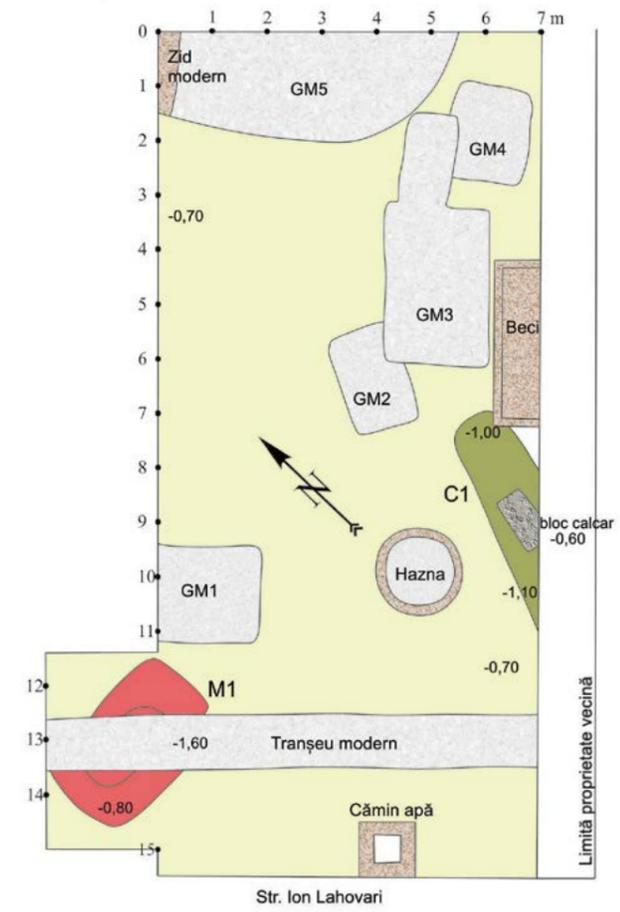 0 1 2 3 4 5 6 7 m
Zid
modern
GM5
1
2
GM4
3
-0,70
4
5
GM3
Beci
6
GM2
7
-1,00
8
N
C1
9
bloc calcar
-0,60
10
GM1
Hazna
-1,10
11
-0,70
12
M1
13
-1,60
Tranșeu modern
14
-0,80
Cămin apă
15
Limită proprietate vecină
Str. Ion Lahovari